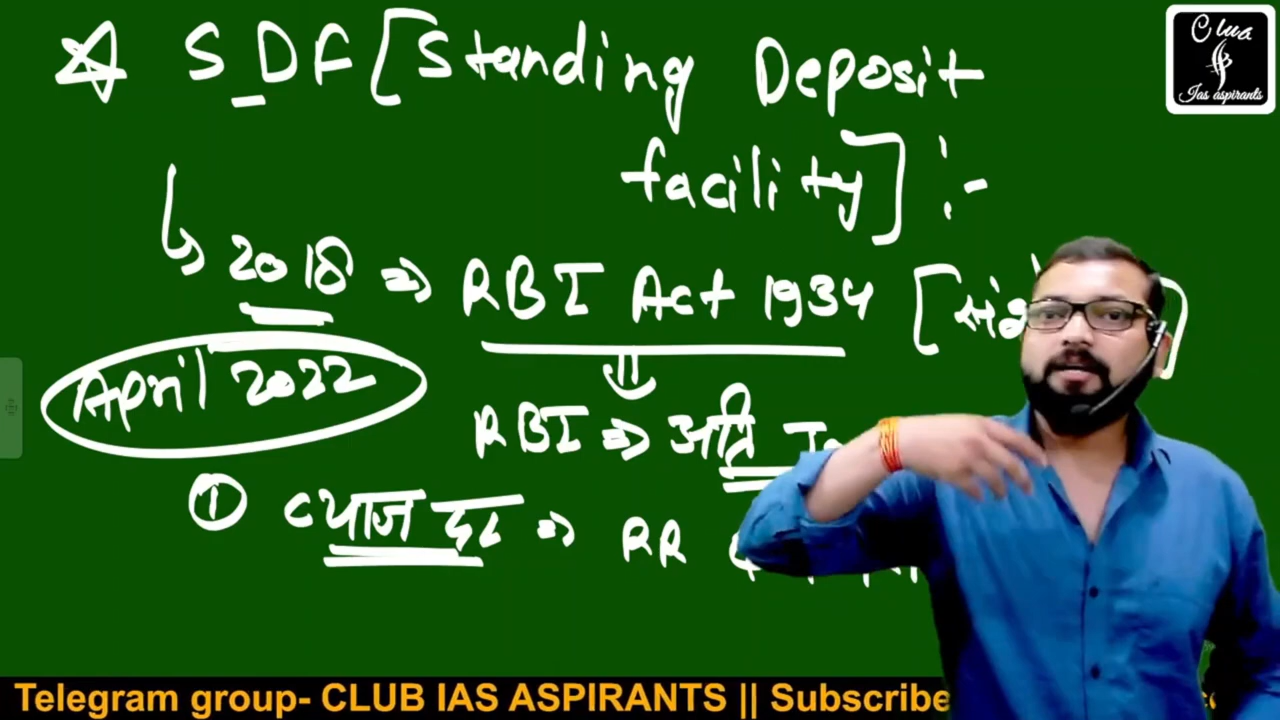 SDF [Standing Deposit
facility] :-
2018 ⇒ RBI Act 1934 [
April 2022
RBI ⇒
① ब्याज दर ⇒ RR
Club
Ias aspirants
Telegram group- CLUB IAS ASPIRANTS || Subscribe